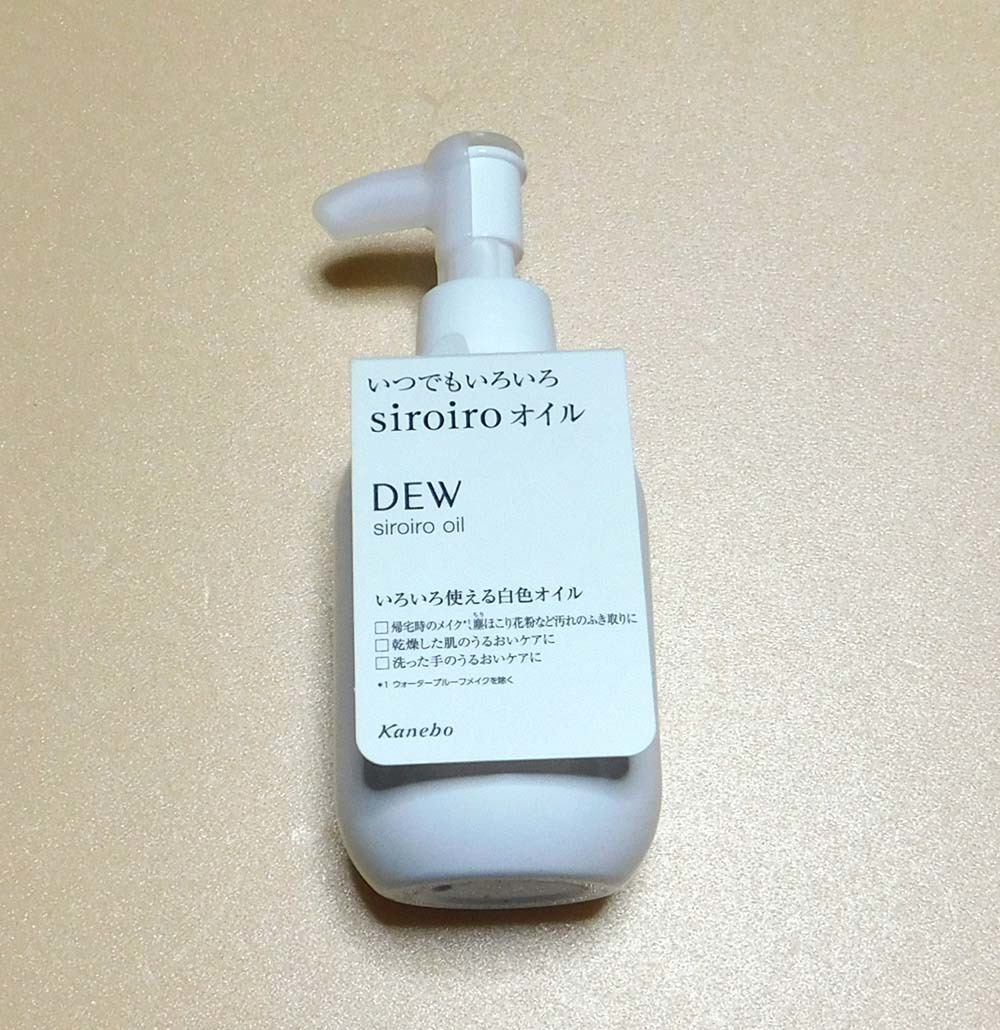 いつでもいろいろ
siroiroオイル
DEW
siroiro oil
いろいろ使える白色オイル
□ 帰宅時のメイク*1、塵ほこり花粉など汚れのふき取りに
□ 乾燥した肌のうるおいケアに
□ 洗った手のうるおいケアに
*1 ウォータープルーフメイクを除く
Kanebo